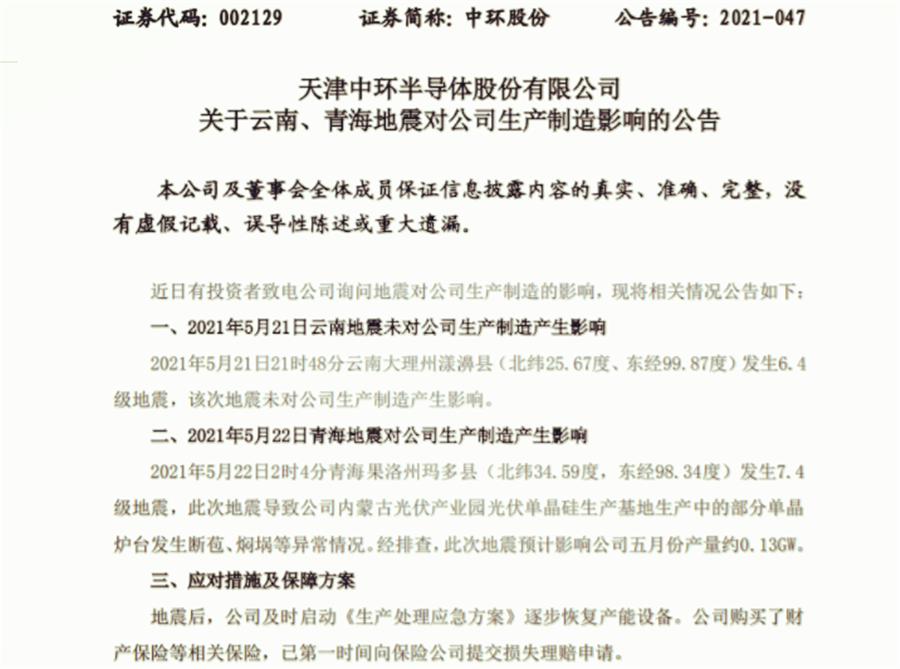 证券代码：002129 证券简称：中环股份 公告编号：2021-047
天津中环半导体股份有限公司
关于云南、青海地震对公司生产制造影响的公告
本公司及董事会全体成员保证信息披露内容的真实、准确、完整，没
有虚假记载、误导性陈述或重大遗漏。
近日有投资者致电公司询问地震对公司生产制造的影响，现将相关情况公告如下：
一、2021年5月21日云南地震未对公司生产制造产生影响
2021年5月21日21时48分云南大理州漾濞县（北纬25.67度、东经99.87度）发生6.4
级地震，该次地震未对公司生产制造产生影响。
二、2021年5月22日青海地震对公司生产制造产生影响
2021年5月22日2时4分青海果洛州玛多县（北纬34.59度，东经98.34度）发生7.4
级地震，此次地震导致公司内蒙古光伏产业园光伏单晶硅生产基地生产中的部分单晶
炉台发生断苞、焖埚等异常情况。经排查，此次地震预计影响公司五月份产量约0.13GW。
三、应对措施及保障方案
地震后，公司及时启动《生产处理应急方案》逐步恢复产能设备。公司购买了财
产保险等相关保险，已第一时间向保险公司提交损失理赔申请。